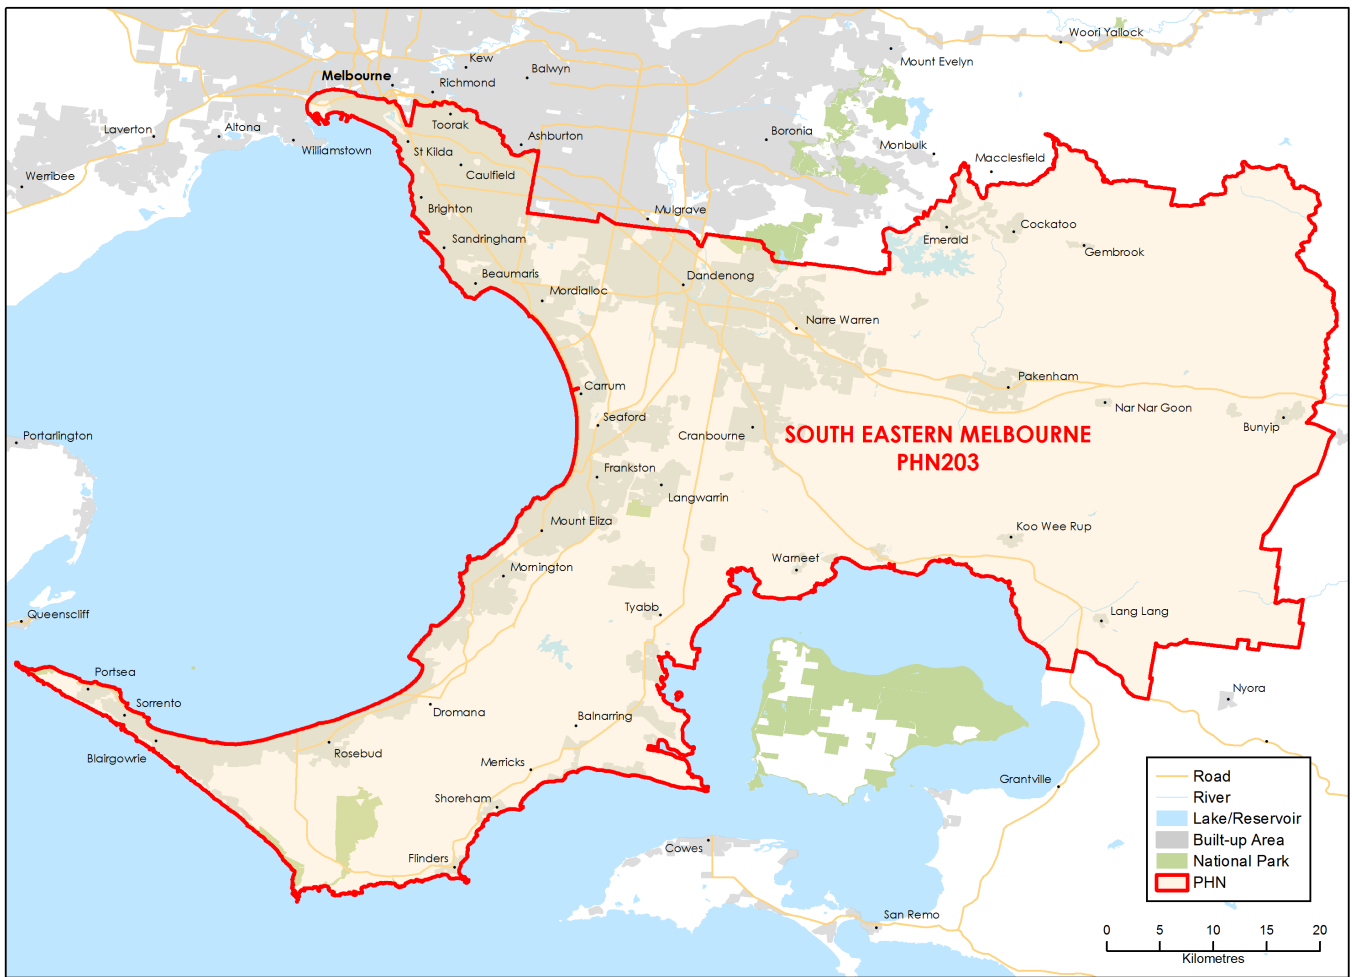 Woori Yallock
Mount Evelyn
Kew
Balwyn
Melbourne
Richmond
Toorak
Laverton
Altona
Williamstown
St Kilda
Ashburton
Boronia
Monbulk
Macclesfield
Caulfield
Werribee
Brighton
Mulgrave
Sandringham
Emerald
Cockatoo
Gembrook
Beaumaris
Mordialloc
Dandenong
Narre Warren
Carrum
Pakenham
Nar Nar Goon
Seaford
Bunyip
Portarlington
Cranbourne
SOUTH EASTERN MELBOURNE
PHN203
Frankston
Langwarrin
Mount Eliza
Koo Wee Rup
Mornington
Warneet
Queenscliff
Tyabb
Lang Lang
Portsea
Sorrento
Nyora
Dromana
Balnarring
Blairgowrie
Rosebud
Merricks
Grantville
Shoreham
Flinders
Cowes
San Remo
Road
River
Lake/Reservoir
Built-up Area
National Park
PHN
0 5 10 15 20
Kilometres